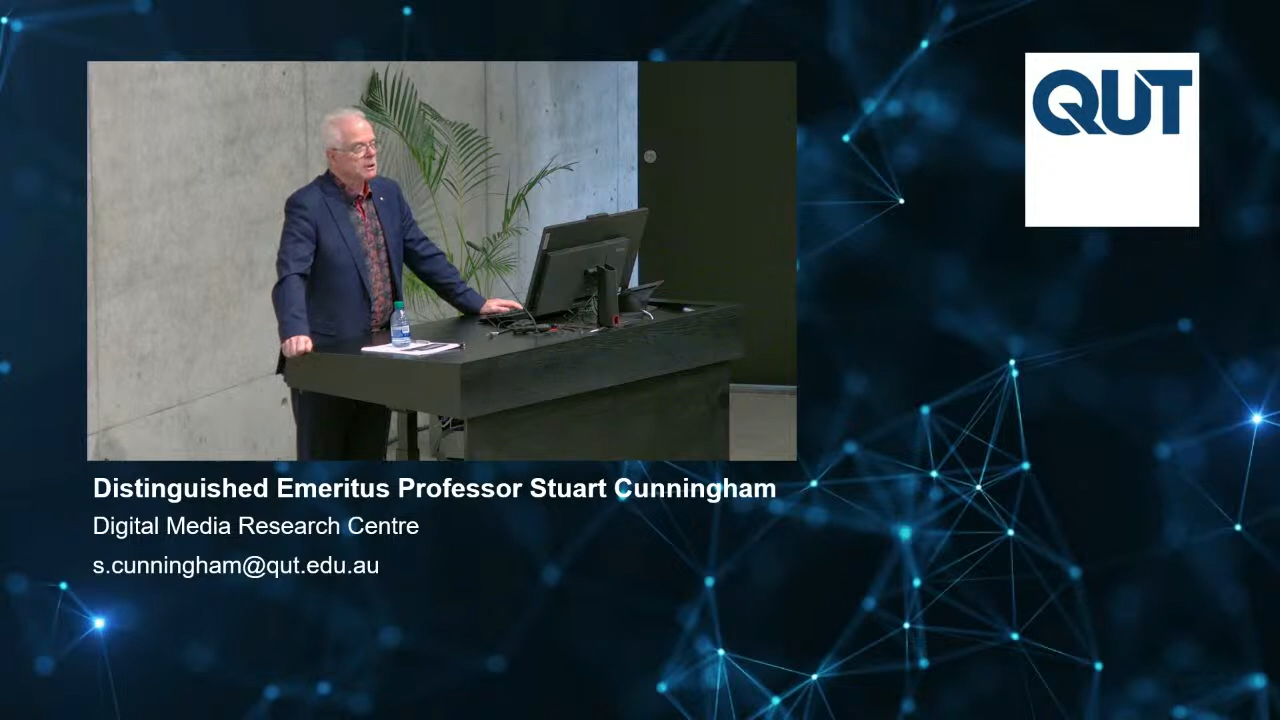 QUT
Distinguished Emeritus Professor Stuart Cunningham
Digital Media Research Centre
s.cunningham@qut.edu.au